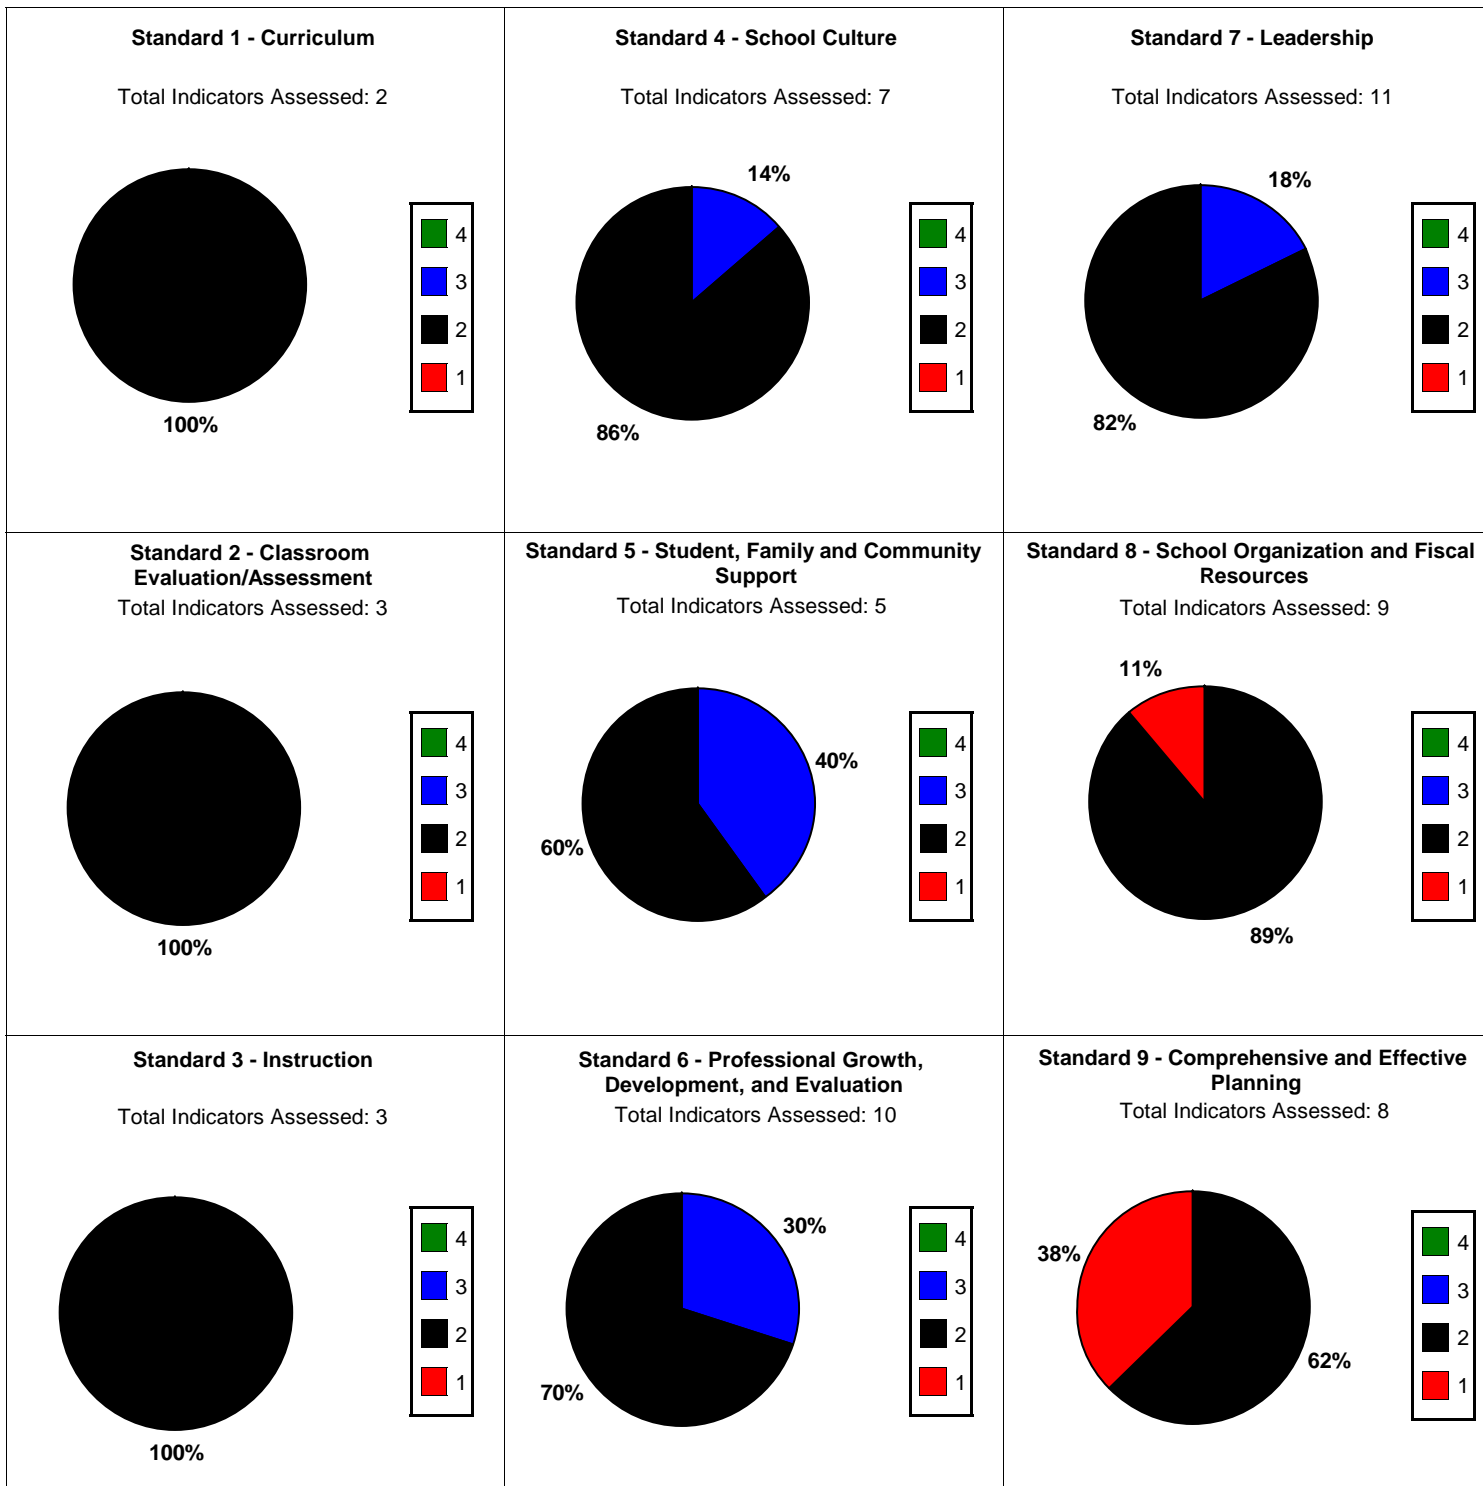 Standard 1 - Curriculum
Total Indicators Assessed: 2
4
3
2
1
100%
Standard 4 - School Culture
Total Indicators Assessed: 7
14%
4
3
2
1
86%
Standard 7 - Leadership
Total Indicators Assessed: 11
18%
4
3
2
1
82%
Standard 2 - Classroom
Evaluation/Assessment
Total Indicators Assessed: 3
4
3
2
1
100%
Standard 5 - Student, Family and Community
Support
Total Indicators Assessed: 5
4
40%
3
2
60%
1
Standard 8 - School Organization and Fiscal
Resources
Total Indicators Assessed: 9
11%
4
3
2
1
89%
Standard 3 - Instruction
Total Indicators Assessed: 3
4
3
2
1
100%
Standard 6 - Professional Growth,
Development, and Evaluation
Total Indicators Assessed: 10
30%
4
3
2
1
70%
Standard 9 - Comprehensive and Effective
Planning
Total Indicators Assessed: 8
4
38%
3
2
62%
1